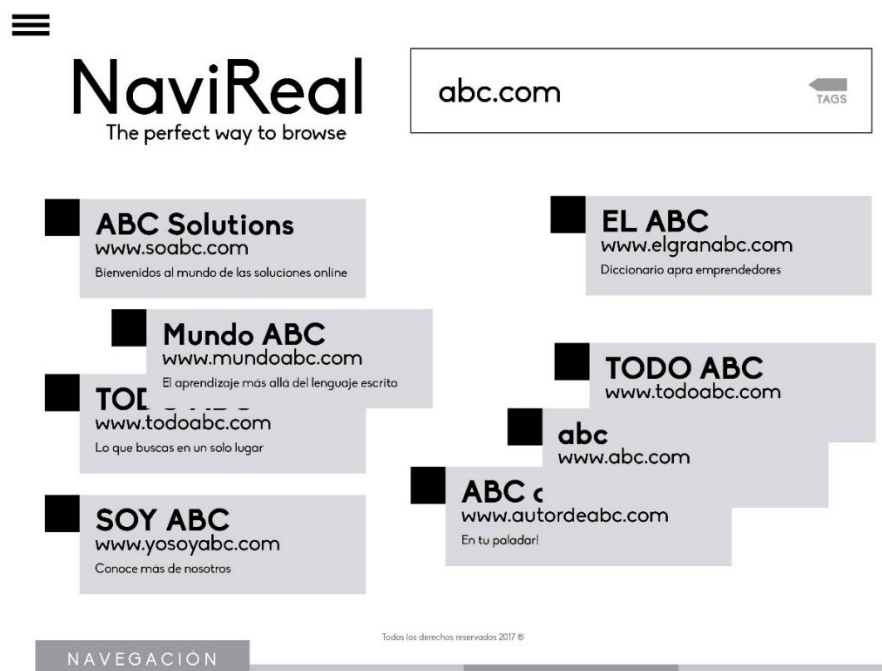 NaviReal
The perfect way to browse
abc.com
TAGS
ABC Solutions
www.soabc.com
Bienvenidos al mundo de las soluciones online
Mundo ABC
www.mundoabc.com
El aprendizaje más allá del lenguaje escrito
www.todoabc.com
Lo que buscas en un solo lugar
SOY ABC
www.yosoyabc.com
Conoce mas de nosotros
EL ABC
www.elgranabc.com
Diccionario apra emprendedores
TODO ABC
www.todoabc.com
abc
www.abc.com
ABC
www.autordeabc.com
En tu paladar!
Todos los derechos reservados 2017 ®
NAVEGACIÓN